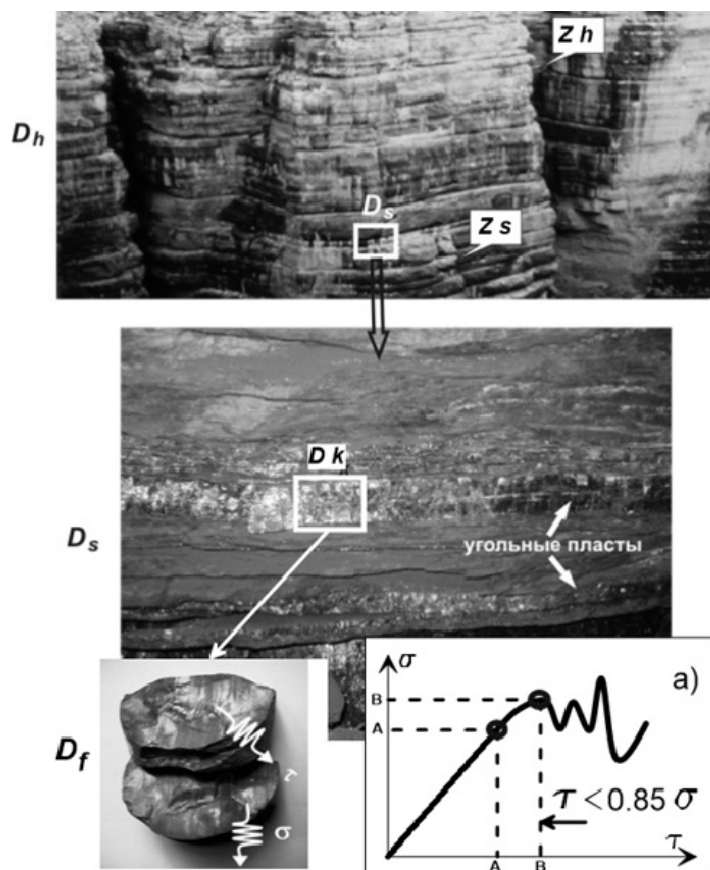 Z h
D h
D s
Z s
D k
D s
угольные пласты
σ
a)
B
A
D f
τ
σ
τ < 0.85 σ
τ
A
B